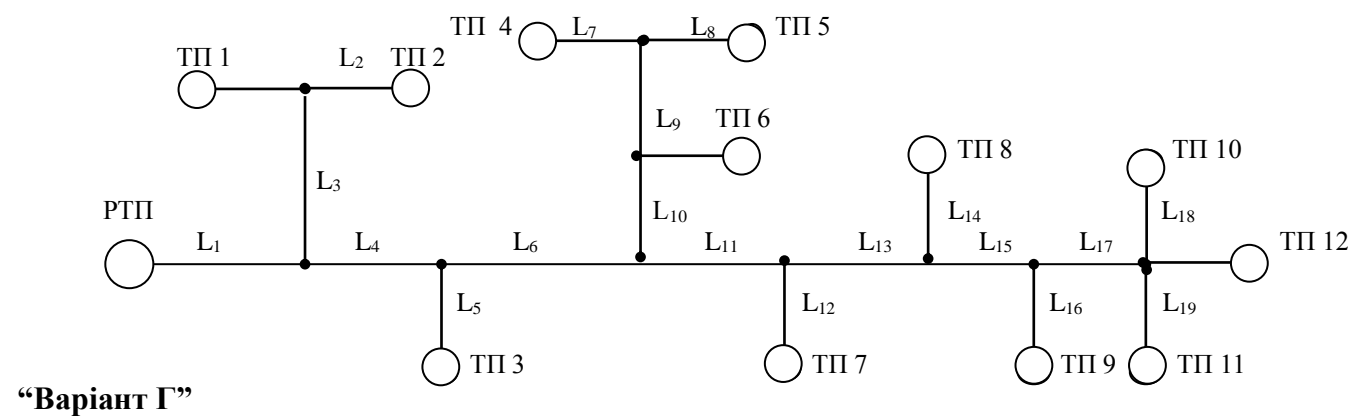 ТП 4
L₇
L₈
ТП 5
ТП 1
L₂
ТП 2
L₉
ТП 6
ТП 8
ТП 10
L₃
РТП
L₁₀
L₁₄
L₁₈
L₁
L₄
L₆
L₁₁
L₁₃
L₁₅
L₁₇
ТП 12
L₅
L₁₂
L₁₆
L₁₉
ТП 3
ТП 7
ТП 9
ТП 11
“Варіант Г”